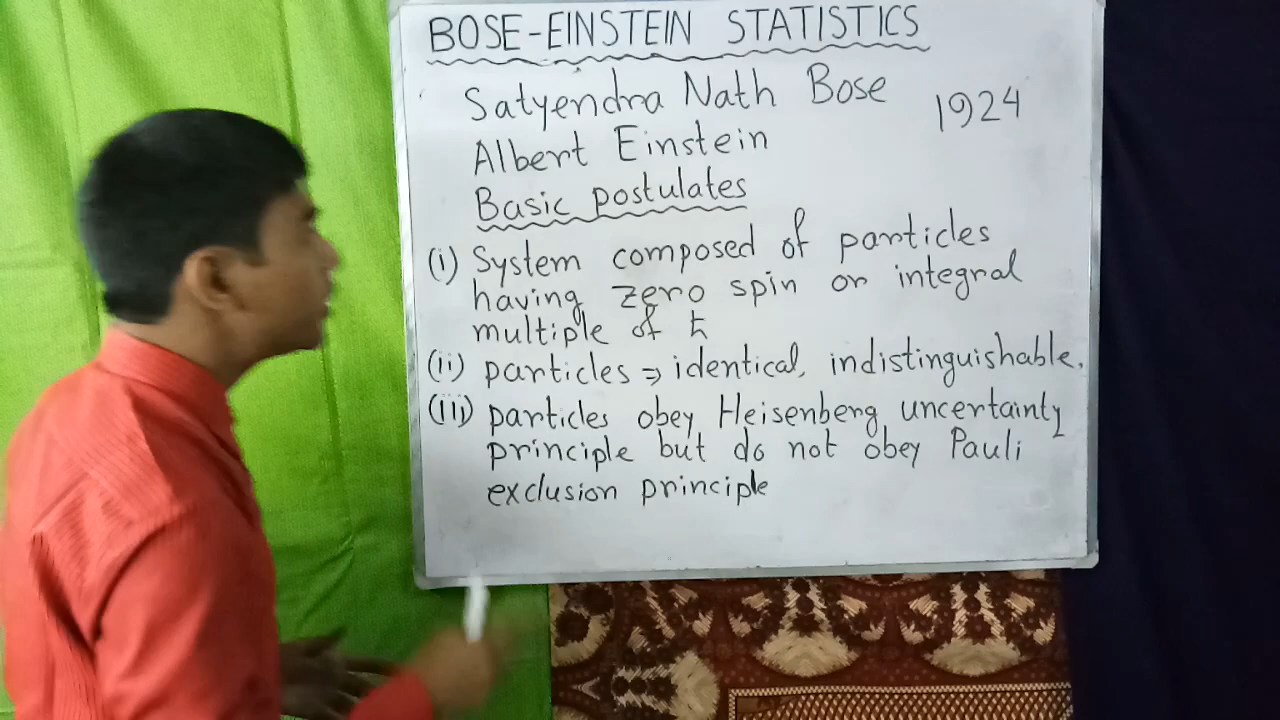 BOSE-EINSTEIN STATISTICS
Satyendra Nath Bose 1924
Albert Einstein
Basic postulates
(i) System composed of particles
having zero spin or integral
multiple of ħ
(ii) particles ⇒ identical, indistinguishable.
(iii) particles obey Heisenberg uncertainty
principle but do not obey Pauli
exclusion principle